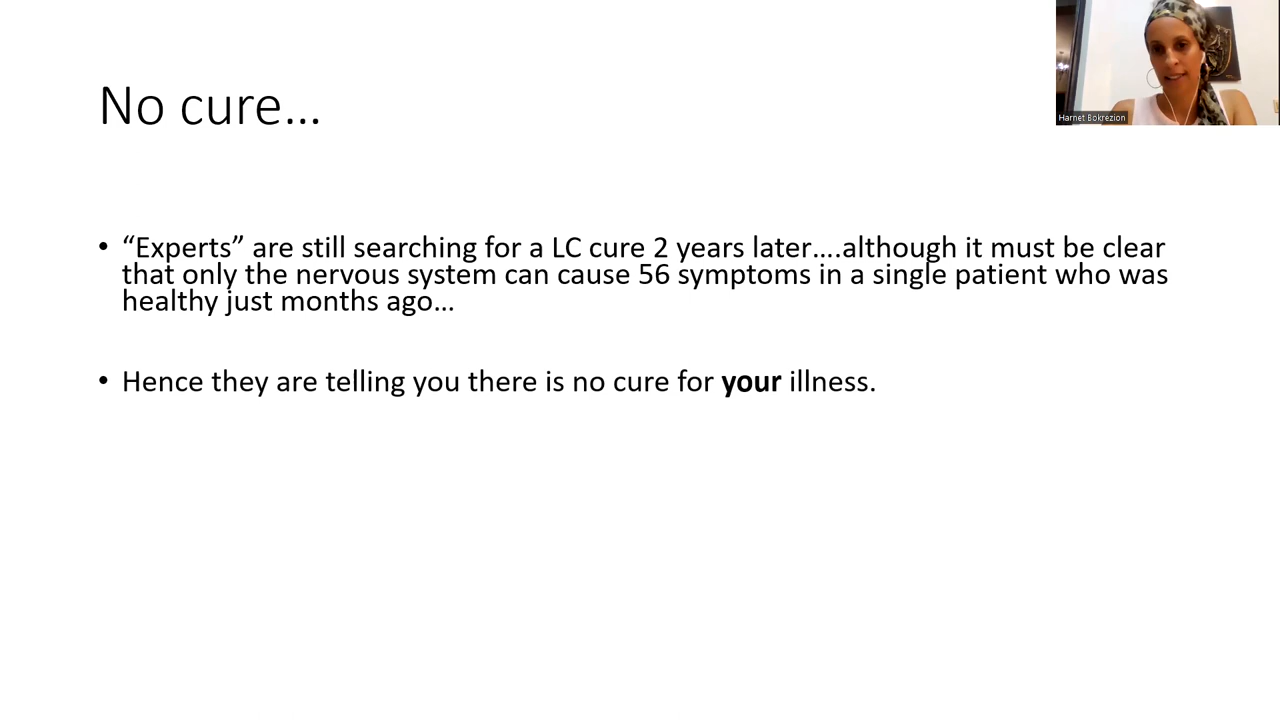 No cure...
• “Experts” are still searching for a LC cure 2 years later....although it must be clear
that only the nervous system can cause 56 symptoms in a single patient who was
healthy just months ago...
• Hence they are telling you there is no cure for your illness.
Harnet Bokrezion